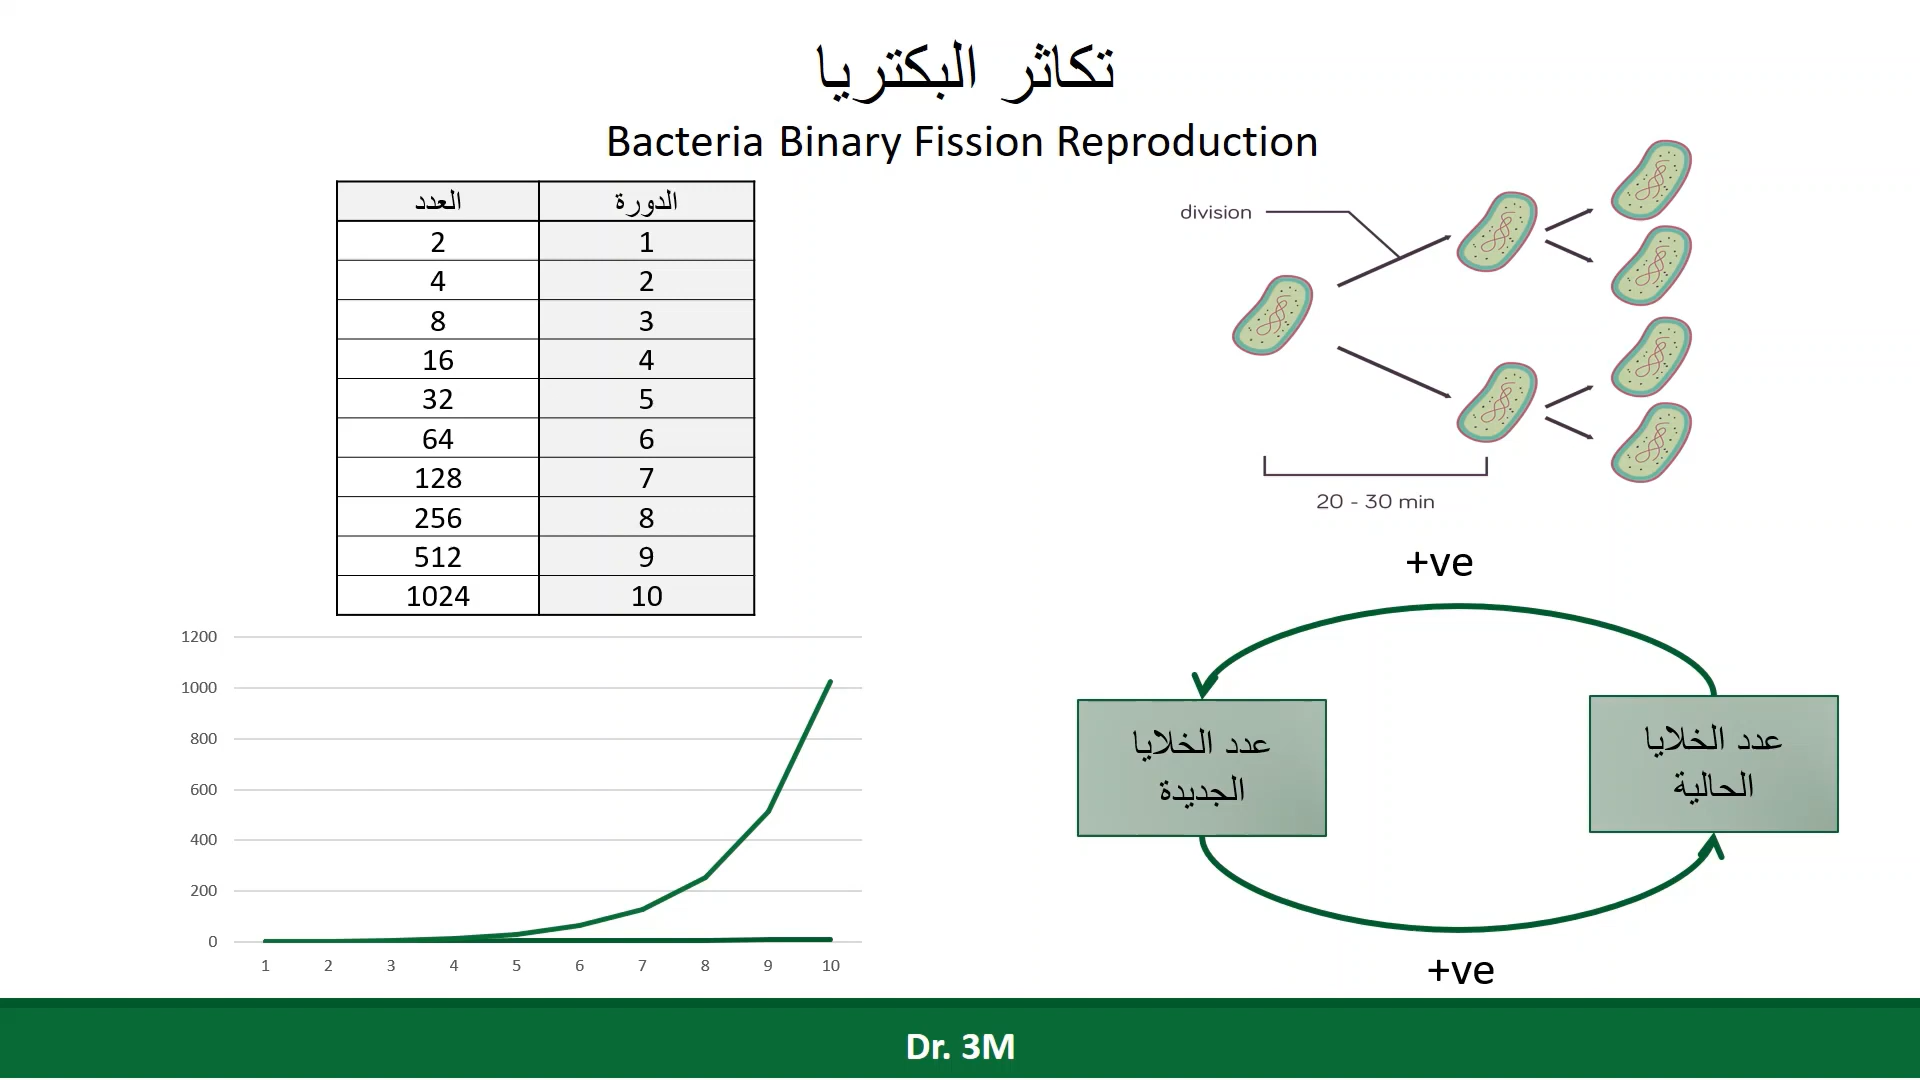 تكاثر البكتريا
Bacteria Binary Fission Reproduction
الدورة العدد
1 2
2 4
3 8
4 16
5 32
6 64
7 128
8 256
9 512
10 1024
1200
1000
800
600
400
200
0
1 2 3 4 5 6 7 8 9 10
division
20 - 30 min
+ve
عدد الخلايا
الحالية
عدد الخلايا
الجديدة
+ve
Dr. 3M